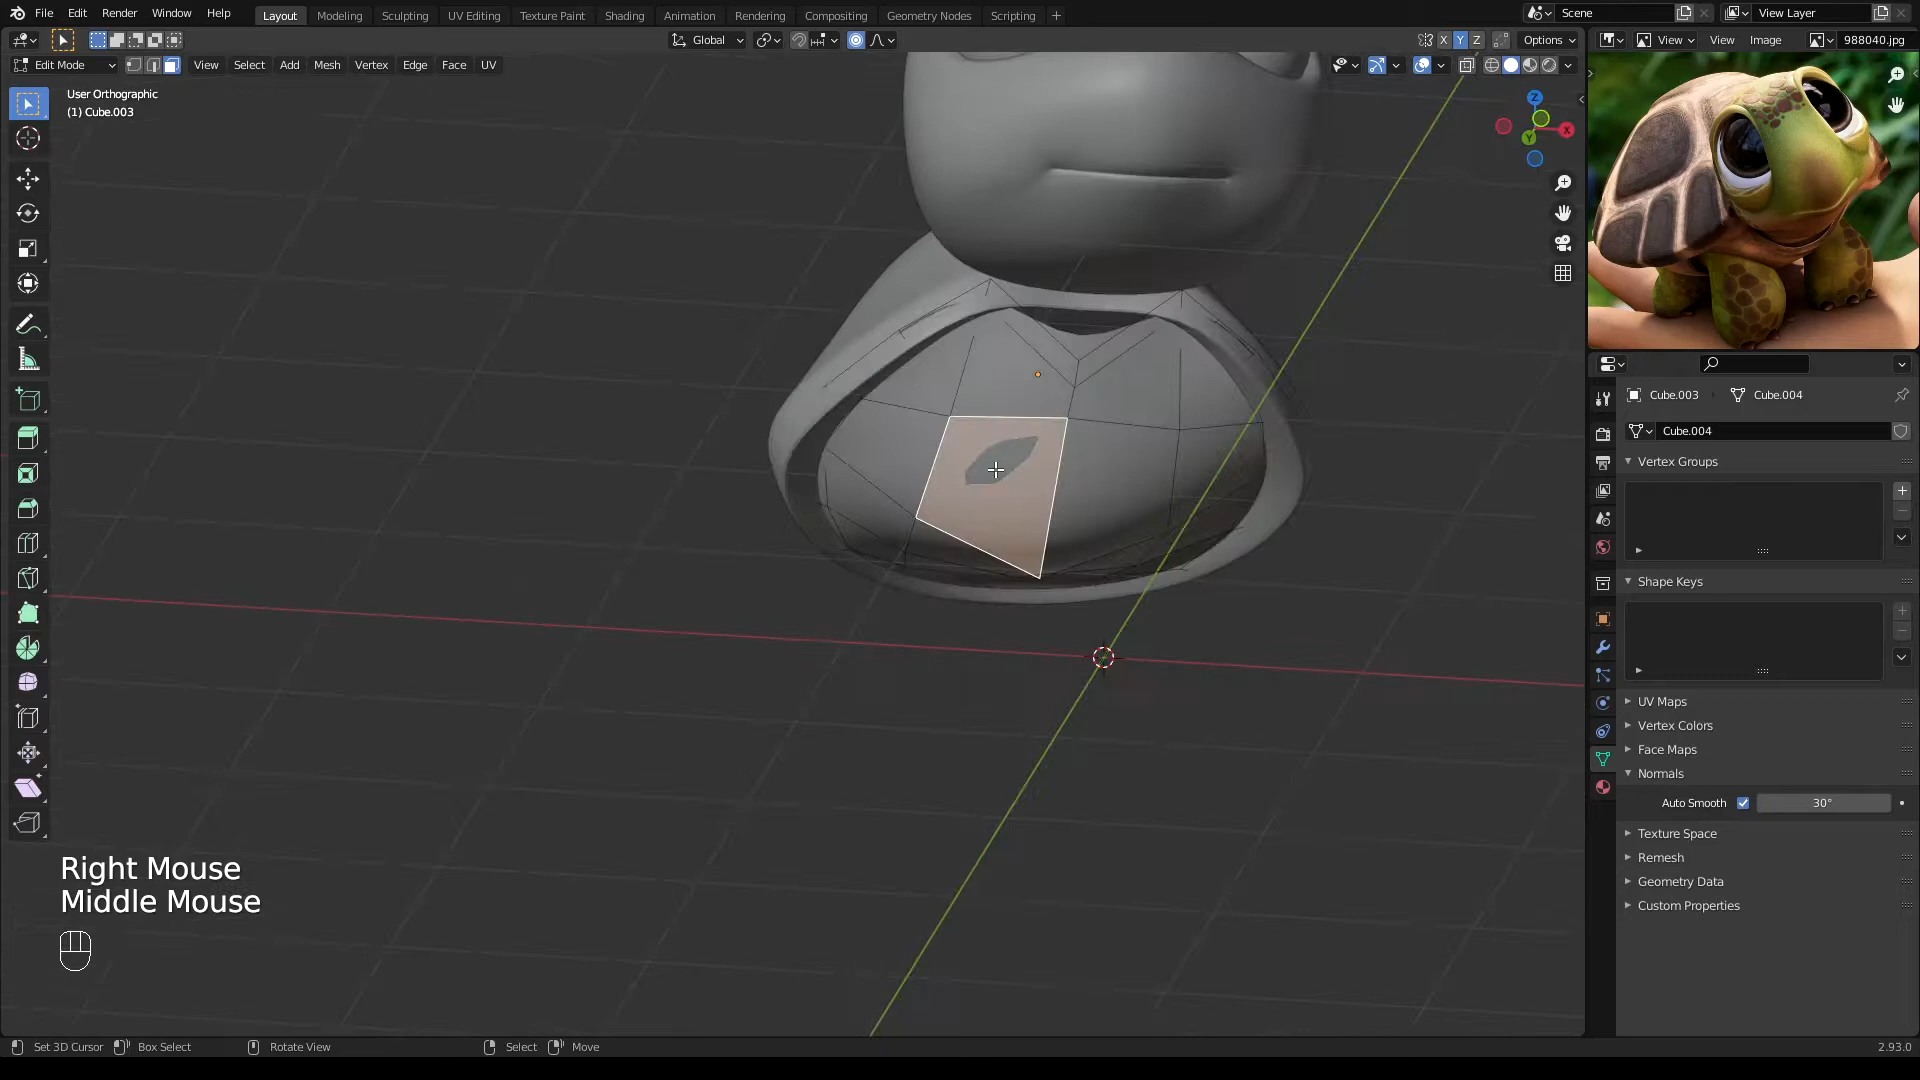 File Edit Render Window Help Layout Modeling Sculpting UV Editing Texture Paint Shading Animation Rendering Compositing Geometry Nodes Scripting + Scene View Layer
Global X Y Z Options View View Image 988040.jpg
Edit Mode View Select Add Mesh Vertex Edge Face UV
User Orthographic
(1) Cube.003
Z
X
Y
Cube.003 Cube.004
Cube.004
Vertex Groups
Shape Keys
UV Maps
Vertex Colors
Face Maps
Normals
Auto Smooth 30°
Texture Space
Remesh
Geometry Data
Custom Properties
Right Mouse
Middle Mouse
Set 3D Cursor Box Select Rotate View Select Move 2.93.0